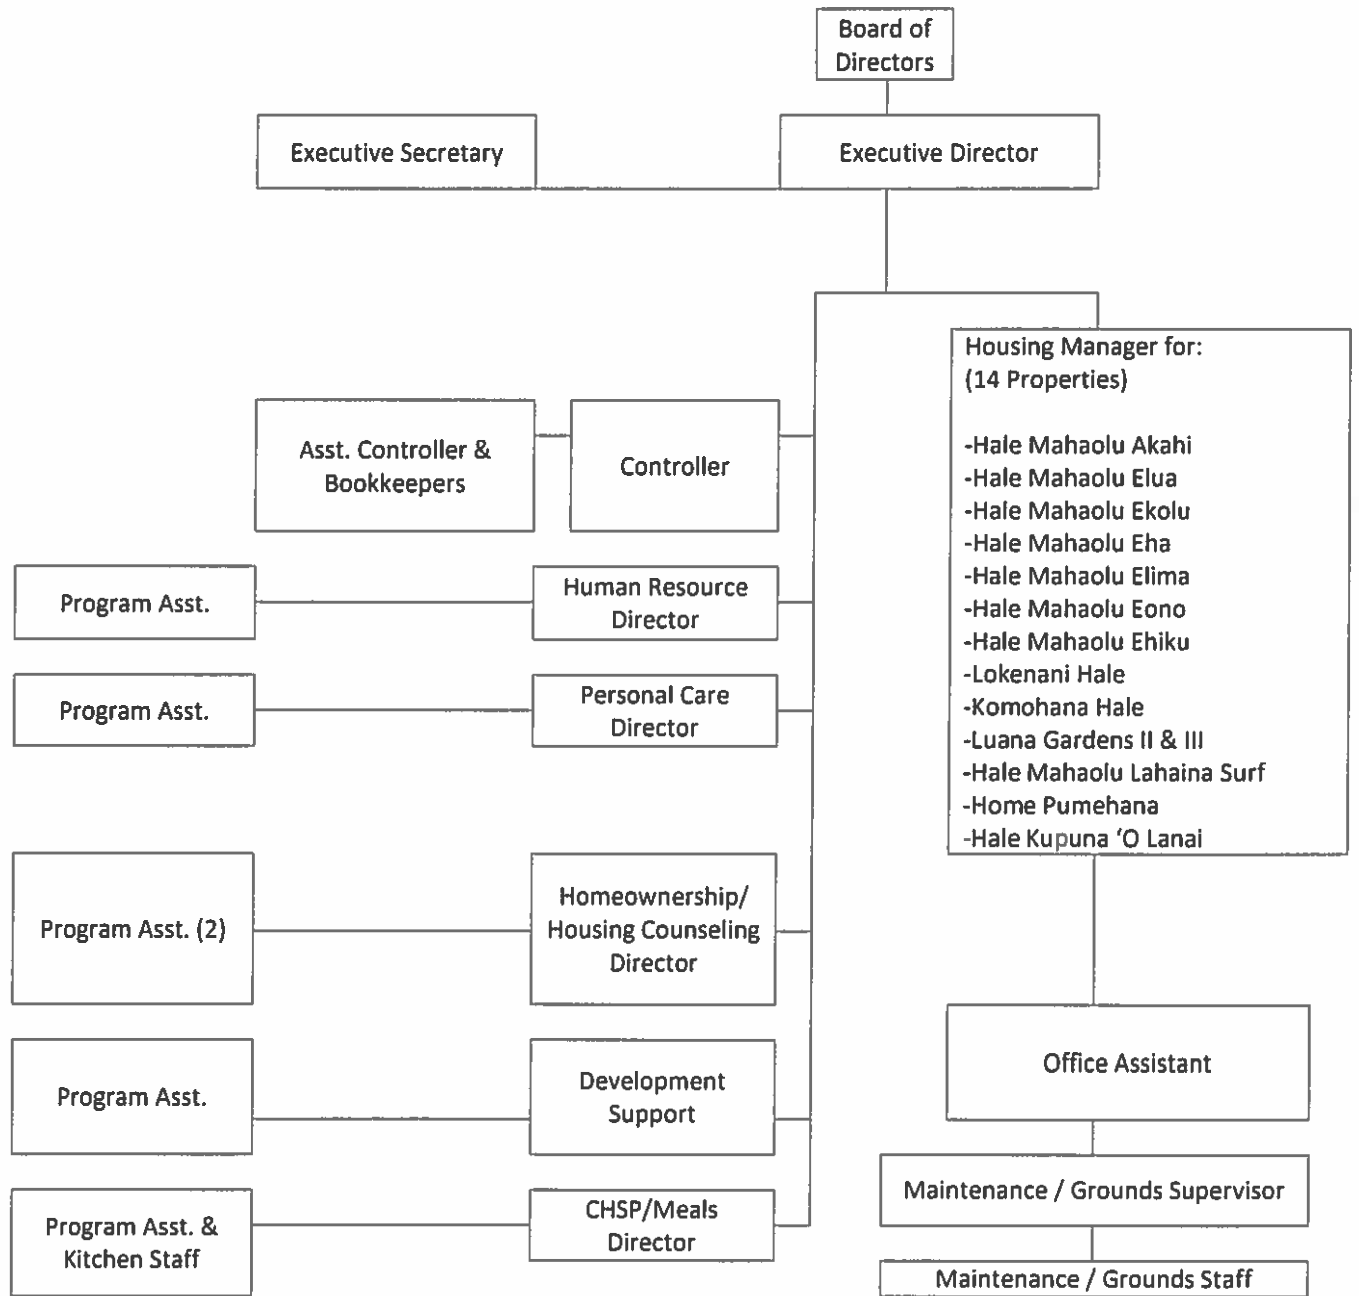 Board of
Directors
Executive Secretary
Executive Director
Housing Manager for:
(14 Properties)
-Hale Mahaolu Akahi
-Hale Mahaolu Elua
-Hale Mahaolu Ekolu
-Hale Mahaolu Eha
-Hale Mahaolu Elima
-Hale Mahaolu Eono
-Hale Mahaolu Ehiku
-Lokenani Hale
-Komohana Hale
-Luana Gardens II & III
-Hale Mahaolu Lahaina Surf
-Home Pumehana
-Hale Kupuna ‘O Lanai
Asst. Controller &
Bookkeepers
Controller
Program Asst.
Human Resource
Director
Program Asst.
Personal Care
Director
Program Asst. (2)
Homeownership/
Housing Counseling
Director
Program Asst.
Development
Support
Program Asst. &
Kitchen Staff
CHSP/Meals
Director
Office Assistant
Maintenance / Grounds Supervisor
Maintenance / Grounds Staff